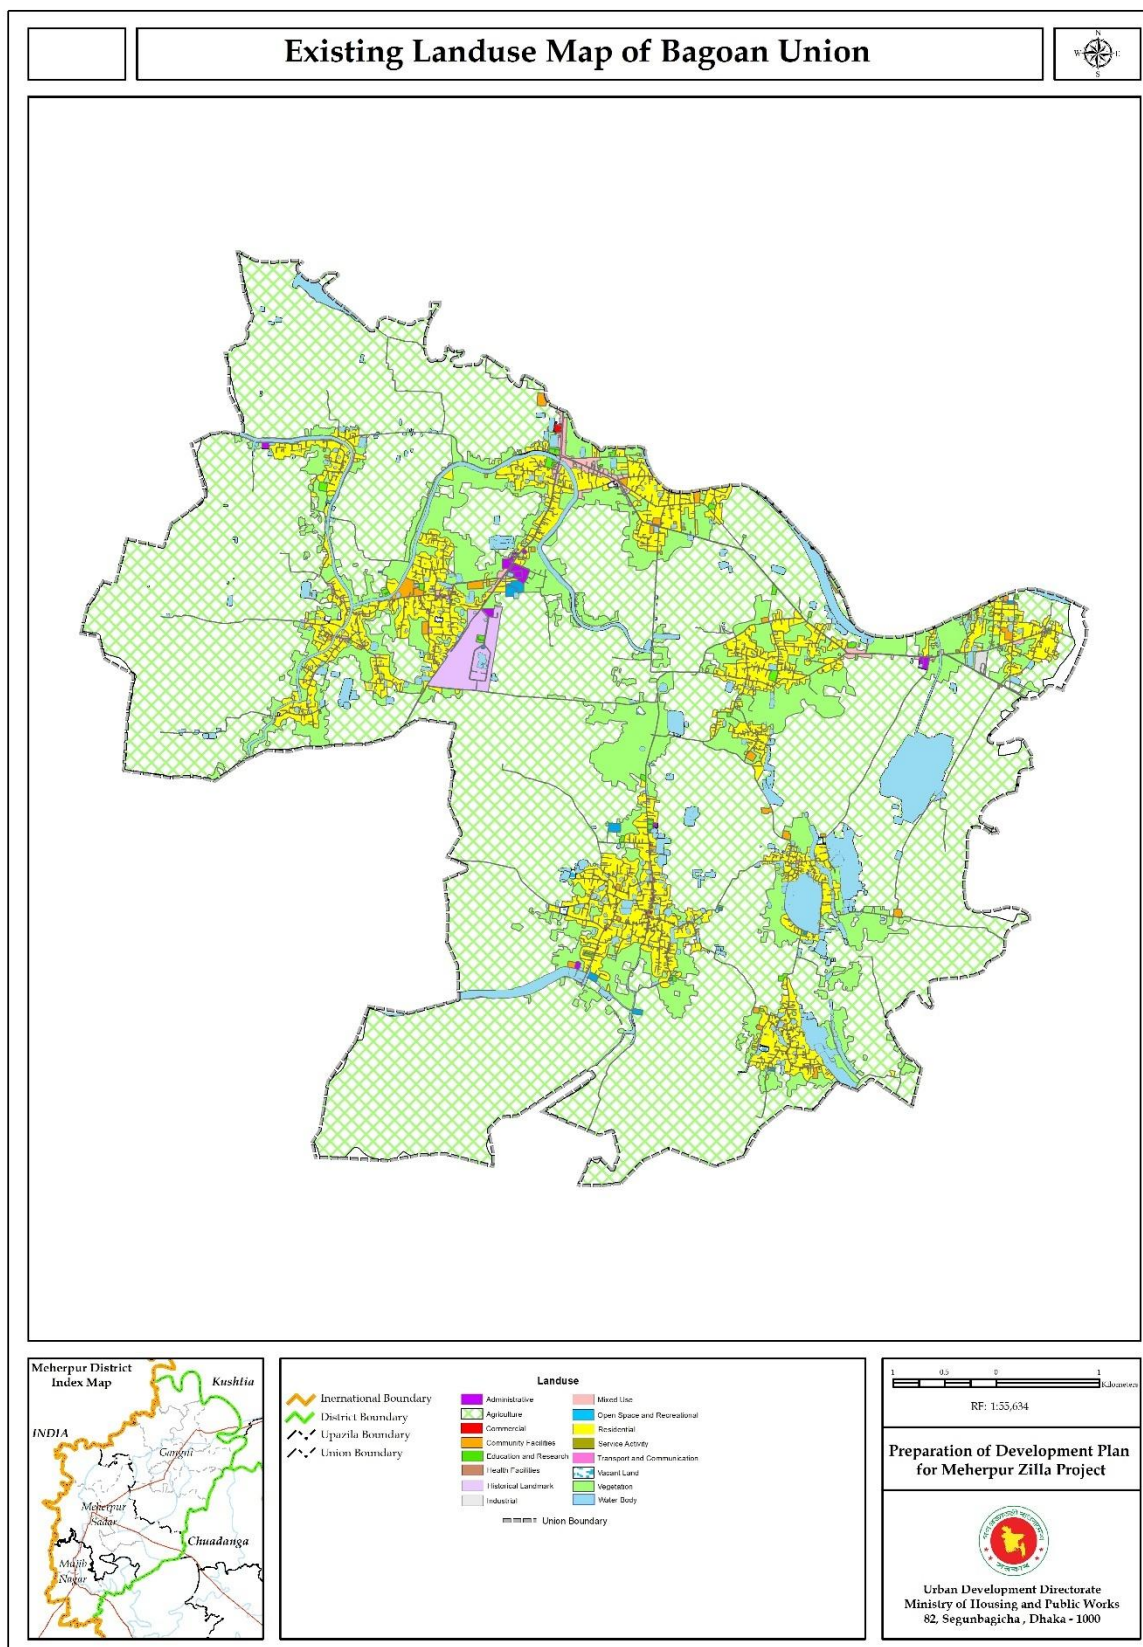 Existing Landuse Map of Bagoan Union
N
W
E
S
Meherpur District
Index Map
Kushtia
INDIA
Gangni
Meherpur
Sadar
Chuadanga
Mujib
Nagar
Inernational Boundary
District Boundary
Upazila Boundary
Union Boundary
Landuse
Administrative
Agriculture
Commercial
Community Facilities
Education and Research
Health Facilities
Historical Landmark
Industrial
Mixed Use
Open Space and Recreational
Residential
Service Activity
Transport and Communication
Vacant Land
Vegetation
Water Body
Union Boundary
1 0.5 0 1
Kilometers
RF: 1:55,634
Preparation of Development Plan
for Meherpur Zilla Project
Urban Development Directorate
Ministry of Housing and Public Works
82, Segunbagicha , Dhaka - 1000